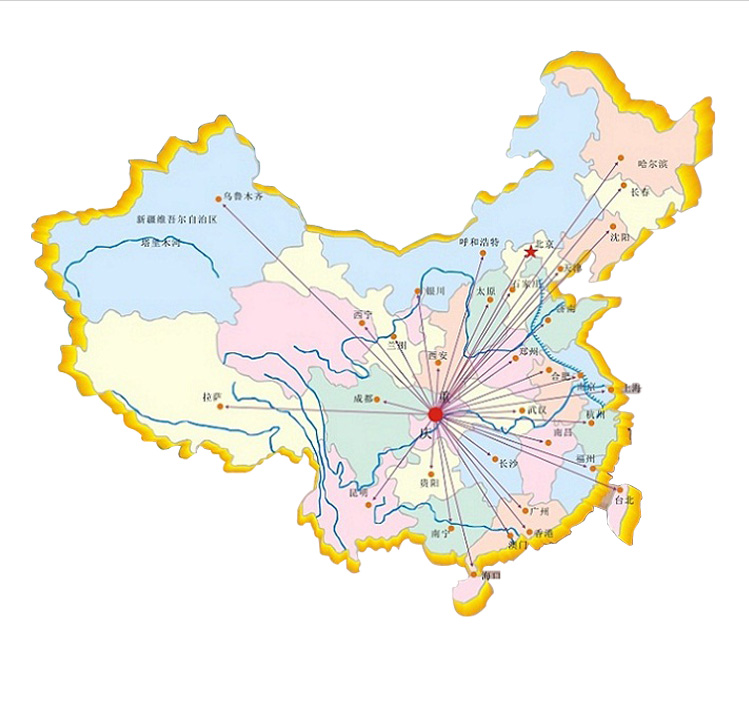 哈尔滨
长春
乌鲁木齐
新疆维吾尔自治区
沈阳
呼和浩特
北京
塔里木河
天津
石家庄
银川
太原
济南
西宁
兰州
郑州
西安
合肥
南京
上海
拉萨
成都
重
武汉
杭州
庆
南昌
福州
长沙
贵阳
昆明
台北
广州
南宁
香港
澳门
海口